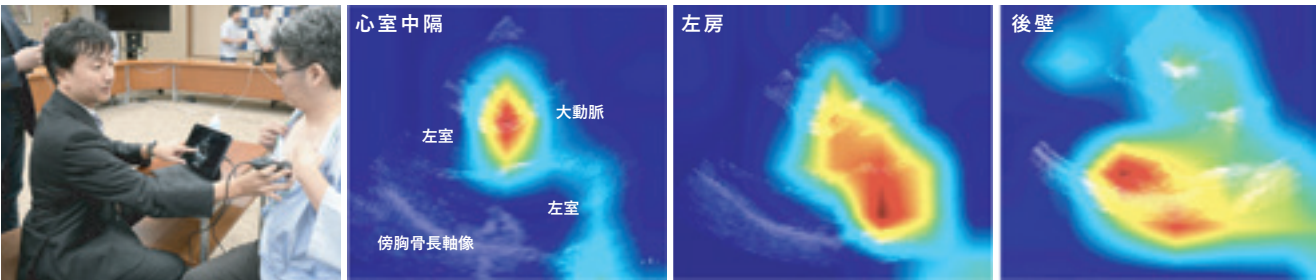 心室中隔
大動脈
左室
左室
傍胸骨長軸像
左房
後壁